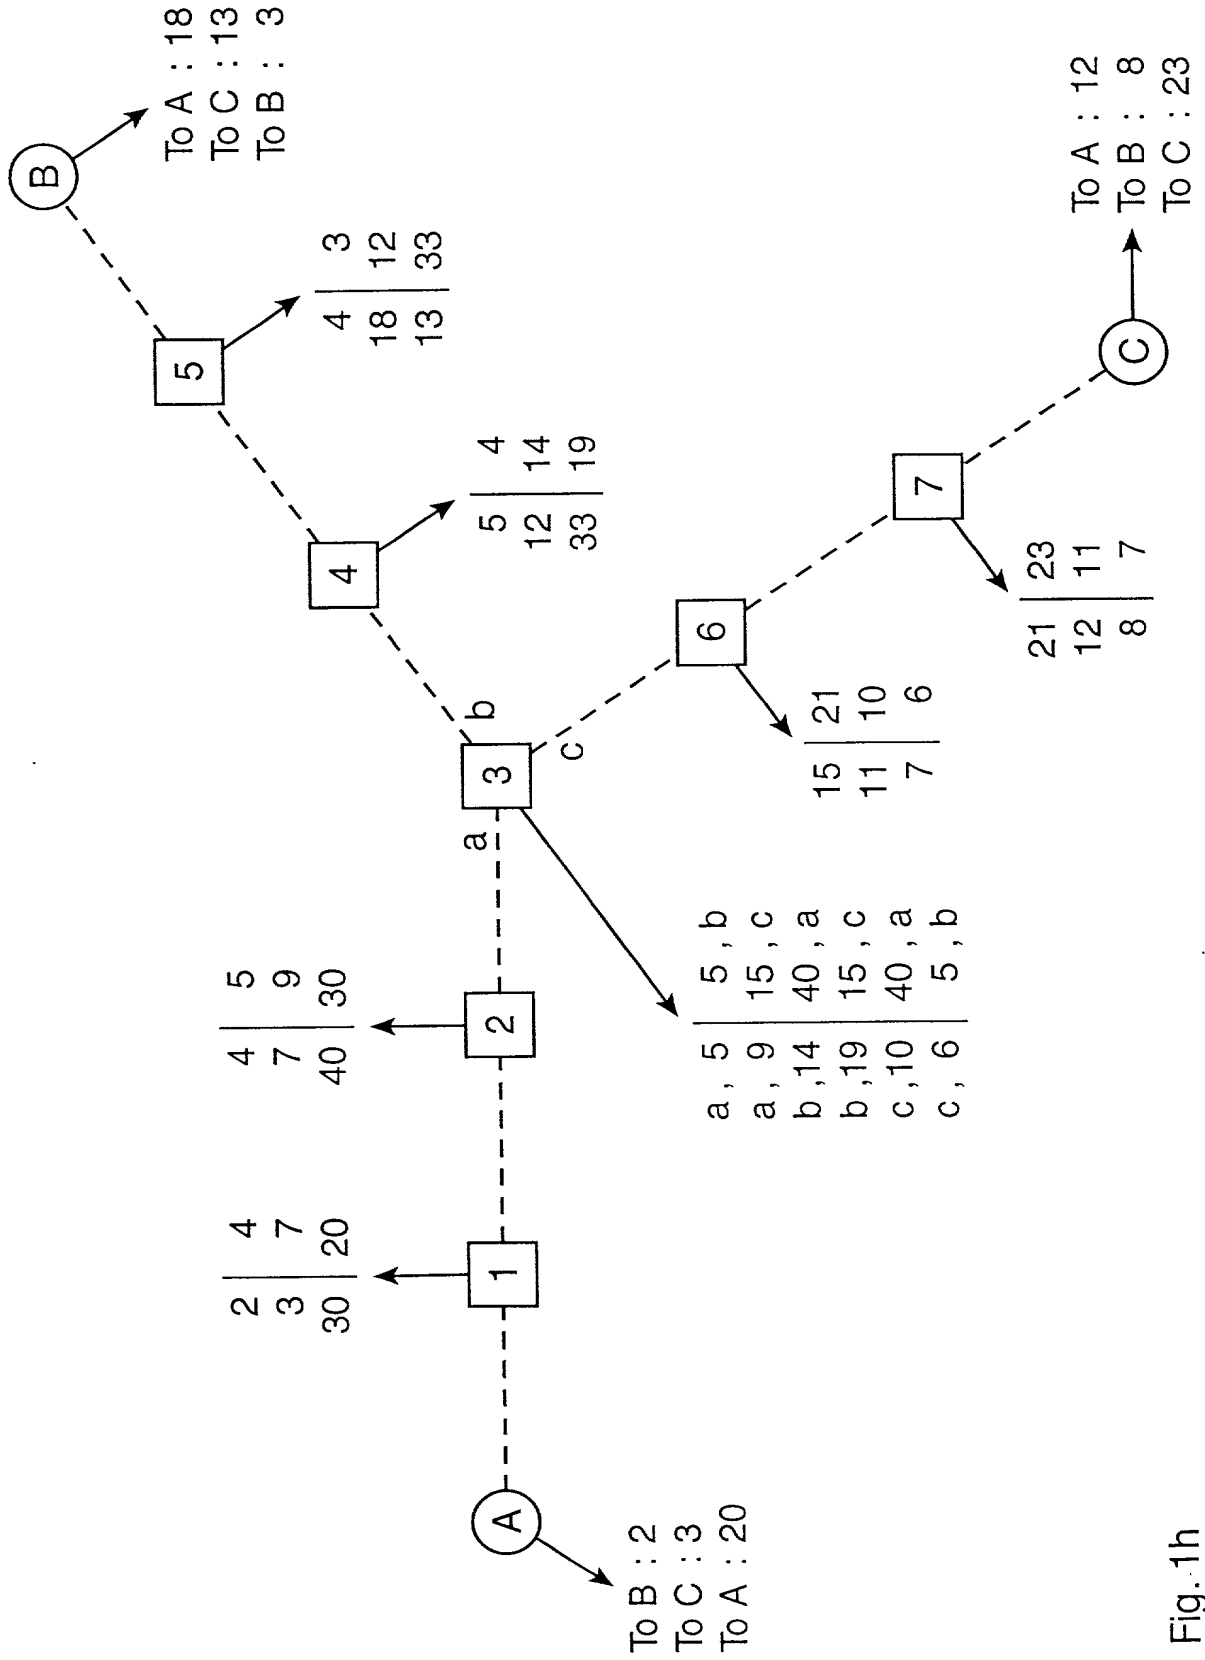 B
To A : 18
To C : 13
To B : 3
5
4 3
18 12
13 33
4
5 4
12 14
33 19
2 4
3 7
30 20
4 5
7 9
40 30
A
1
2
a
3
b
c
To B : 2
To C : 3
To A : 20
a, 5 5, b
a, 9 15, c
b,14 40, a
b,19 15, c
c,10 40, a
c, 6 5, b
6
15 21
11 10
7 6
7
21 23
12 11
8 7
C
To A : 12
To B : 8
To C : 23
Fig. 1h